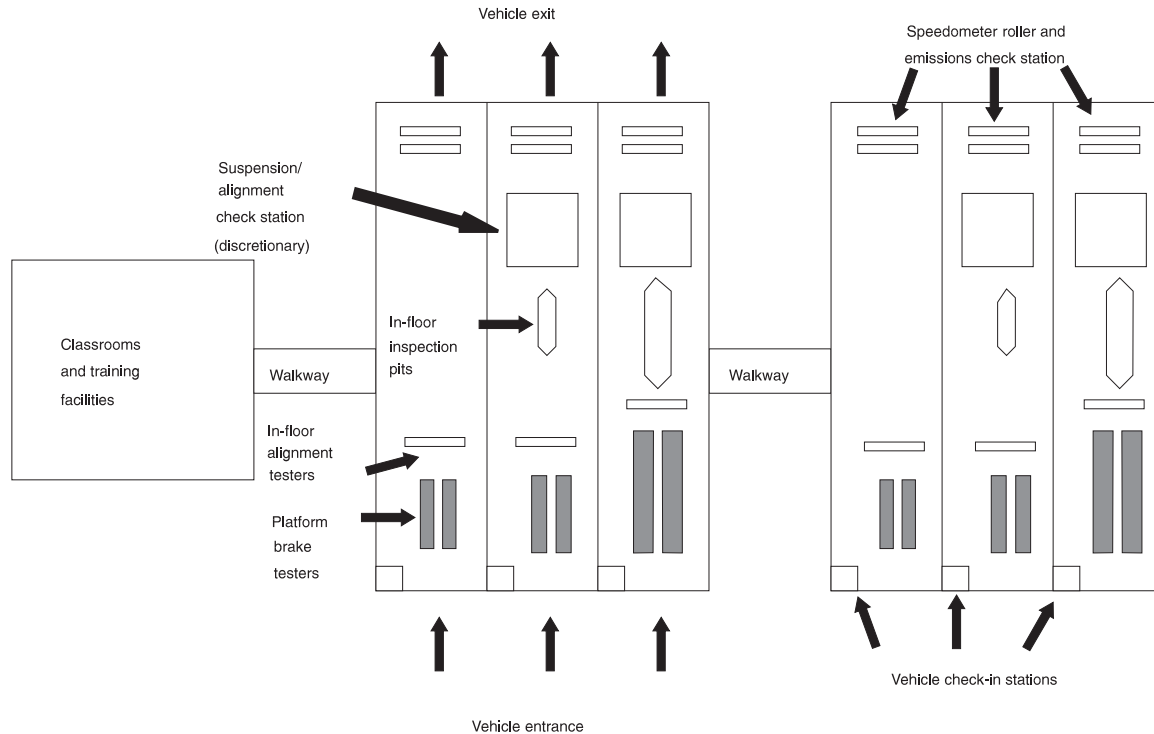 Vehicle exit
Speedometer roller and
emissions check station
Suspension/
alignment
check station
(discretionary)
In-floor
inspection
pits
Classrooms
and training
facilities
Walkway
Walkway
In-floor
alignment
testers
Platform
brake
testers
Vehicle check-in stations
Vehicle entrance